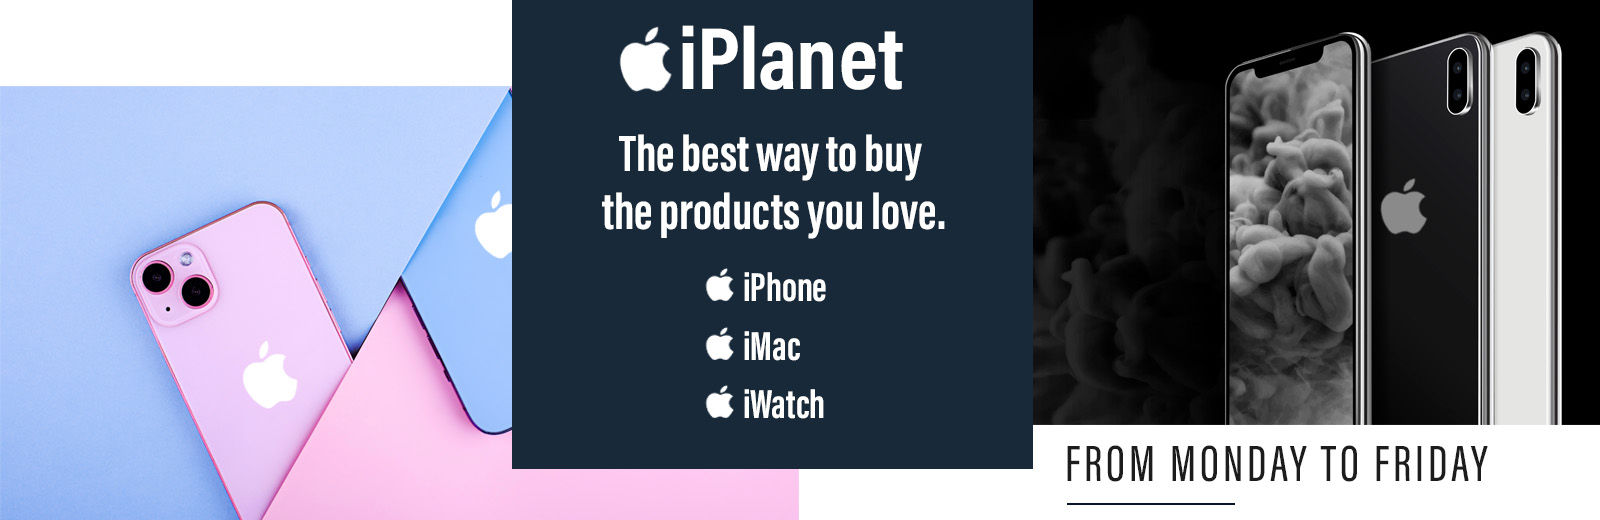 iPlanet
The best way to buy
the products you love.
iPhone
iMac
iWatch
FROM MONDAY TO FRIDAY